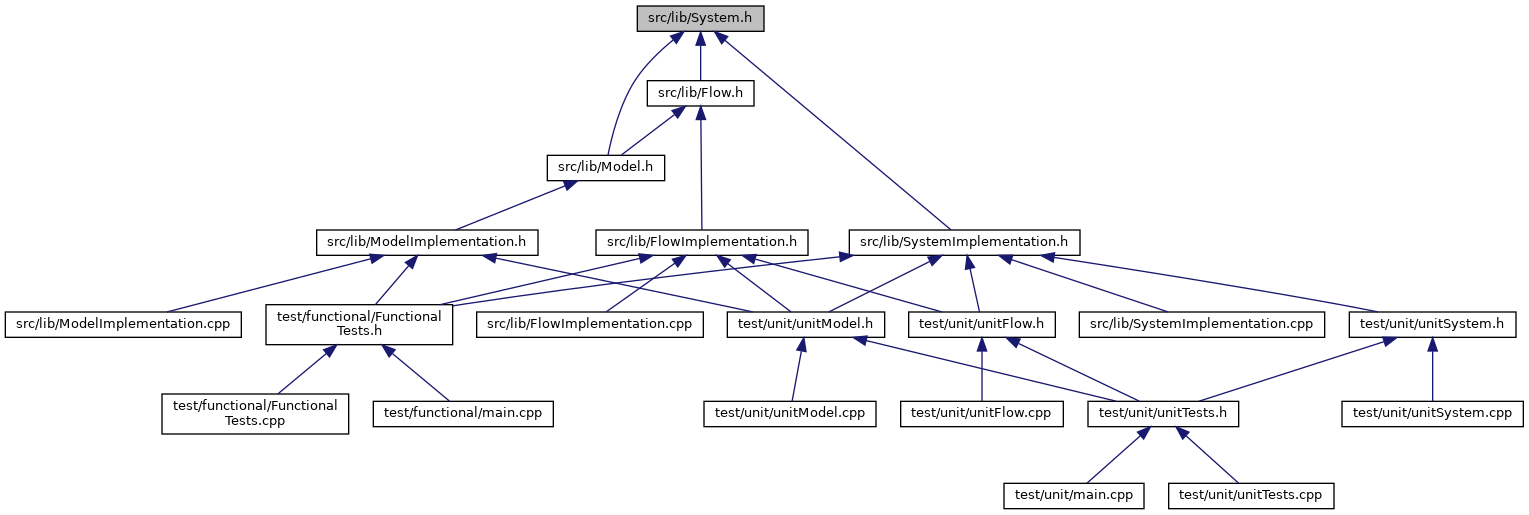 src/lib/System.h
src/lib/Flow.h
src/lib/Model.h
src/lib/ModelImplementation.h
src/lib/FlowImplementation.h
src/lib/SystemImplementation.h
src/lib/ModelImplementation.cpp
test/functional/Functional
Tests.h
src/lib/FlowImplementation.cpp
test/unit/unitModel.h
test/unit/unitFlow.h
src/lib/SystemImplementation.cpp
test/unit/unitSystem.h
test/functional/Functional
Tests.cpp
test/functional/main.cpp
test/unit/unitModel.cpp
test/unit/unitFlow.cpp
test/unit/unitTests.h
test/unit/unitSystem.cpp
test/unit/main.cpp
test/unit/unitTests.cpp